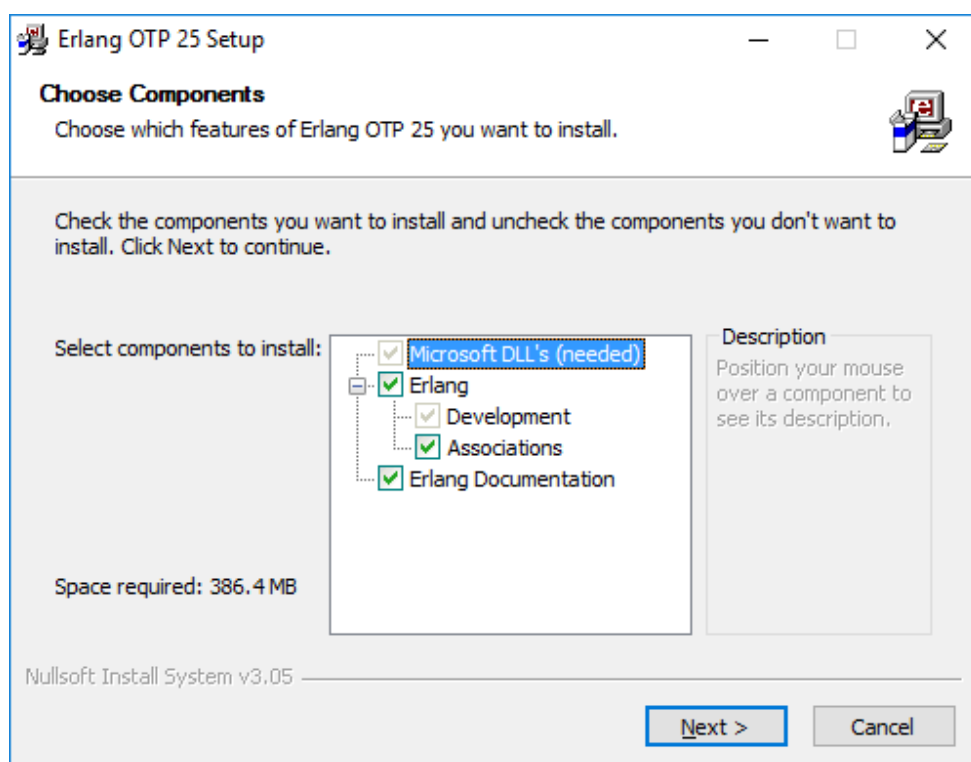 Erlang OTP 25 Setup
Choose Components
Choose which features of Erlang OTP 25 you want to install.
Check the components you want to install and uncheck the components you don't want to
install. Click Next to continue.
Select components to install:
Microsoft DLL's (needed)
Erlang
Development
Associations
Erlang Documentation
Description
Position your mouse
over a component to
see its description.
Space required: 386.4 MB
Nullsoft Install System v3.05
Next >
Cancel